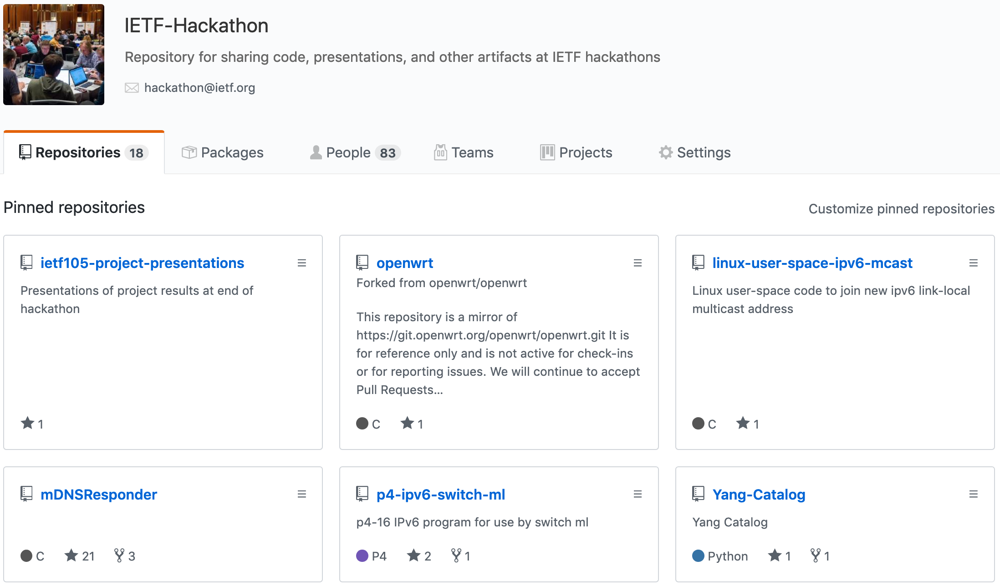 IETF-Hackathon
Repository for sharing code, presentations, and other artifacts at IETF hackathons
hackathon@ietf.org
Repositories 18
Packages
People 83
Teams
Projects
Settings
Pinned repositories
Customize pinned repositories
ietf105-project-presentations
Presentations of project results at end of
hackathon
1
openwrt
Forked from openwrt/openwrt
This repository is a mirror of
https://git.openwrt.org/openwrt/openwrt.git It is
for reference only and is not active for check-ins
or for reporting issues. We will continue to accept
Pull Requests...
C 1
linux-user-space-ipv6-mcast
Linux user-space code to join new ipv6 link-local
multicast address
C 1
mDNSResponder
C 21 3
p4-ipv6-switch-ml
p4-16 IPv6 program for use by switch ml
P4 2 1
Yang-Catalog
Yang Catalog
Python 1 1